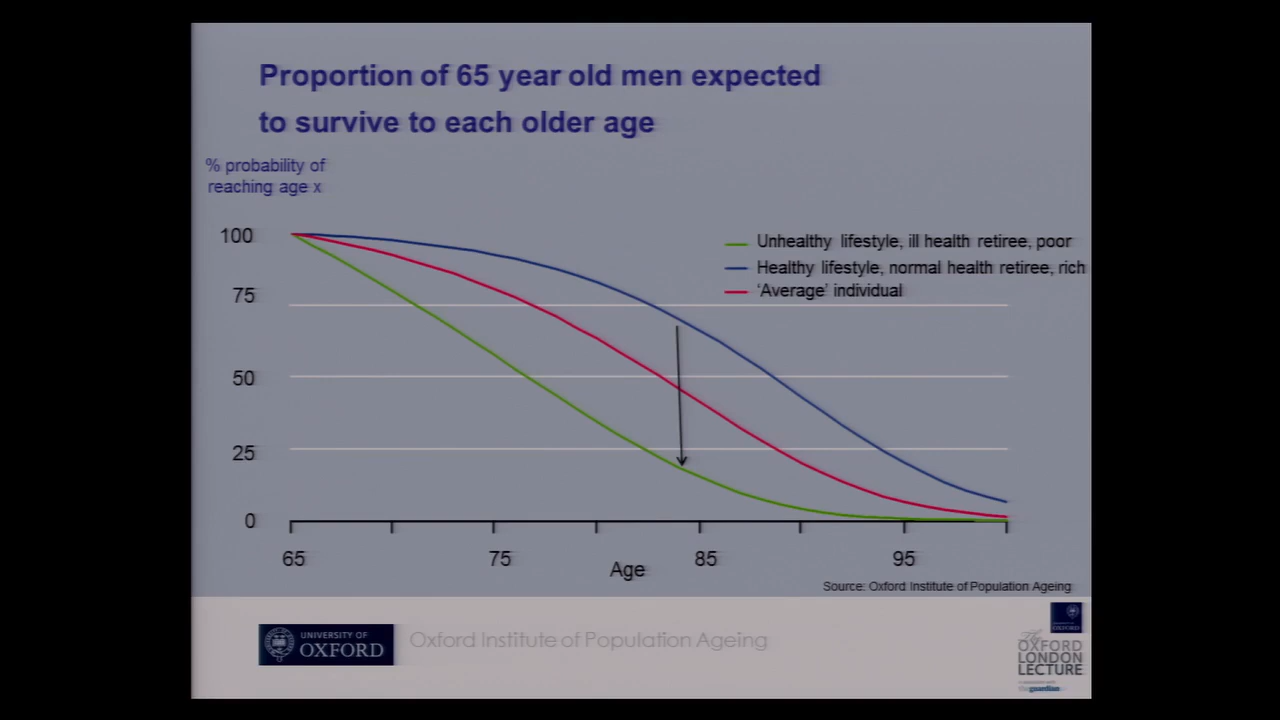 Proportion of 65 year old men expected
to survive to each older age
% probability of
reaching age x
100
75
50
25
0
Unhealthy lifestyle, ill health retiree, poor
Healthy lifestyle, normal health retiree, rich
'Average' individual
65
75
85
95
Age
Source: Oxford Institute of Population Ageing
UNIVERSITY OF
OXFORD
Oxford Institute of Population Ageing
The
OXFORD
LONDON
LECTURE
theguardian